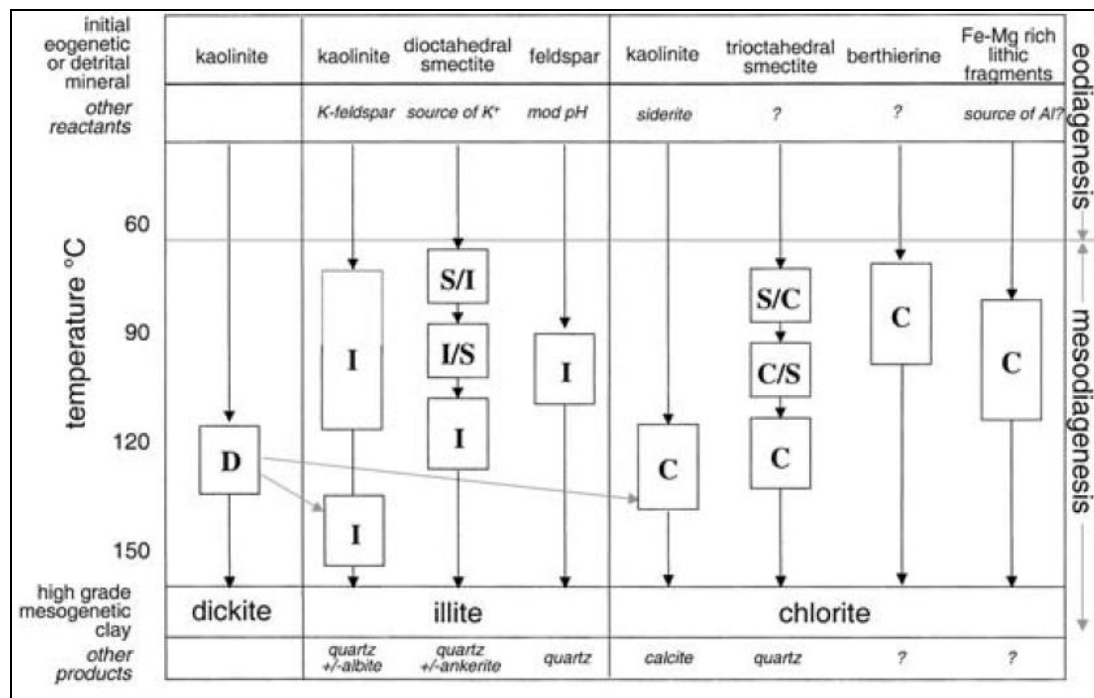 initial
eogenetic
or detrital
mineral
kaolinite
kaolinite
dioctahedral
smectite
feldspar
kaolinite
trioctahedral
smectite
berthierine
Fe-Mg rich
lithic
fragments
other
reactants
K-feldspar
source of K⁺
mod pH
siderite
?
?
source of Al?
eodiagenesis
mesodiagenesis
temperature °C
60
90
120
150
D
I
I
S/I
I/S
I
I
C
S/C
C/S
C
C
C
high grade
mesogenetic
clay
dickite
illite
chlorite
other
products
quartz
+/-albite
quartz
+/-ankerite
quartz
calcite
quartz
?
?